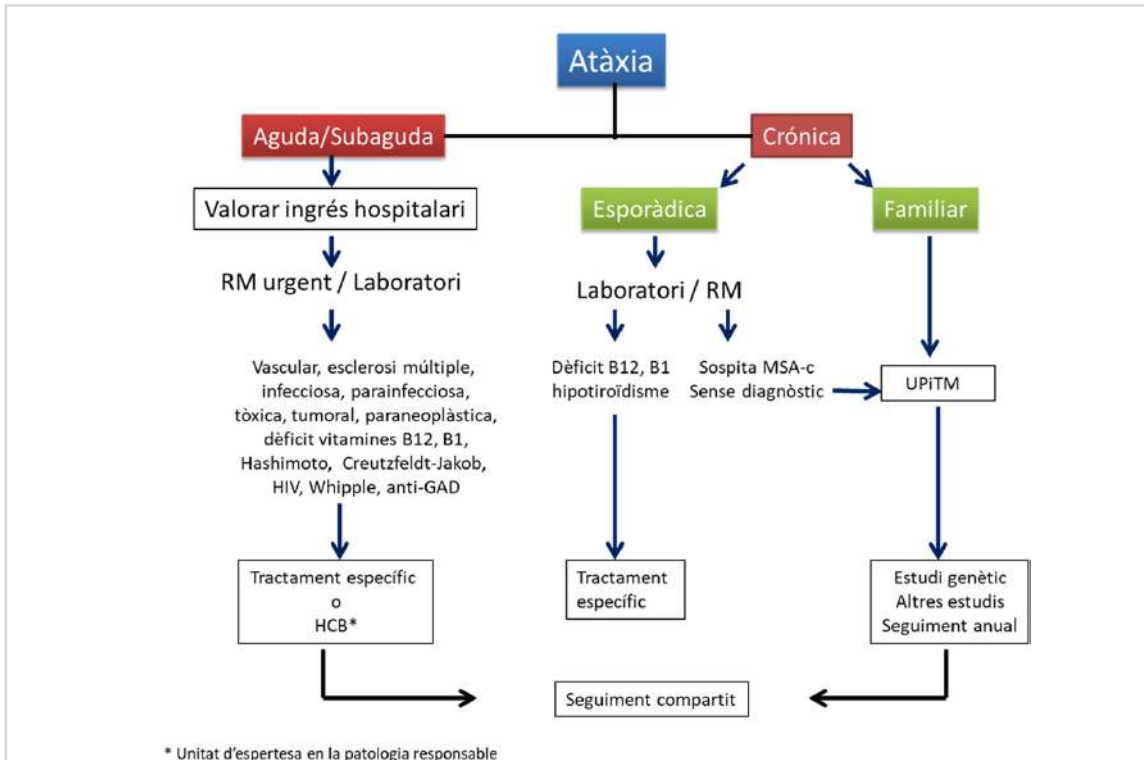 Atàxia
Aguda/Subaguda
Crónica
Valorar ingrés hospitalari
Esporàdica
Familiar
RM urgent / Laboratori
Laboratori / RM
Vascular, esclerosi múltiple,
infecciosa, parainfecciosa,
tòxica, tumoral, paraneoplàstica,
dèficit vitamines B12, B1,
Hashimoto, Creutzfeldt-Jakob,
HIV, Whipple, anti-GAD
Dèficit B12, B1
hipotiroïdisme
Sospita MSA-c
Sense diagnòstic
UPiTM
Tractament específic
o
HCB*
Tractament
específic
Estudi genètic
Altres estudis
Seguiment anual
Seguiment compartit
* Unitat d'espertesa en la patologia responsable